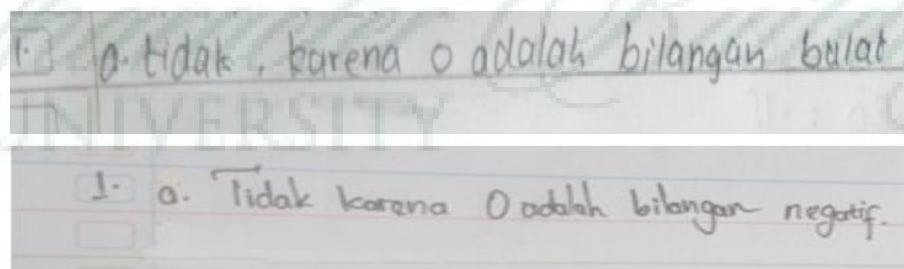 1. a. tidak, karena 0 adalah bilangan bulat
UNIVERSITY
1. a. Tidak karena 0 adalah bilangan negatif.